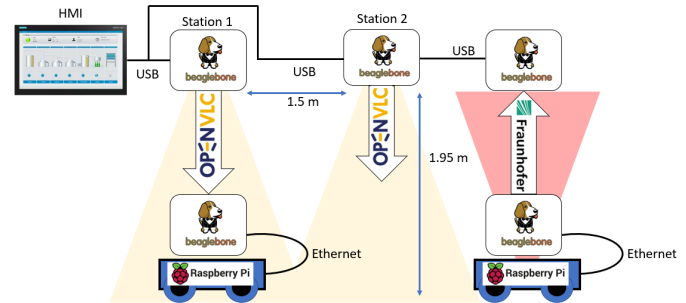 HMI
Station 1
Station 2
beaglebone
beaglebone
beaglebone
USB
USB
USB
1.5 m
OPENVLC
OPENVLC
Fraunhofer
1.95 m
beaglebone
beaglebone
Ethernet
Ethernet
Raspberry Pi
Raspberry Pi